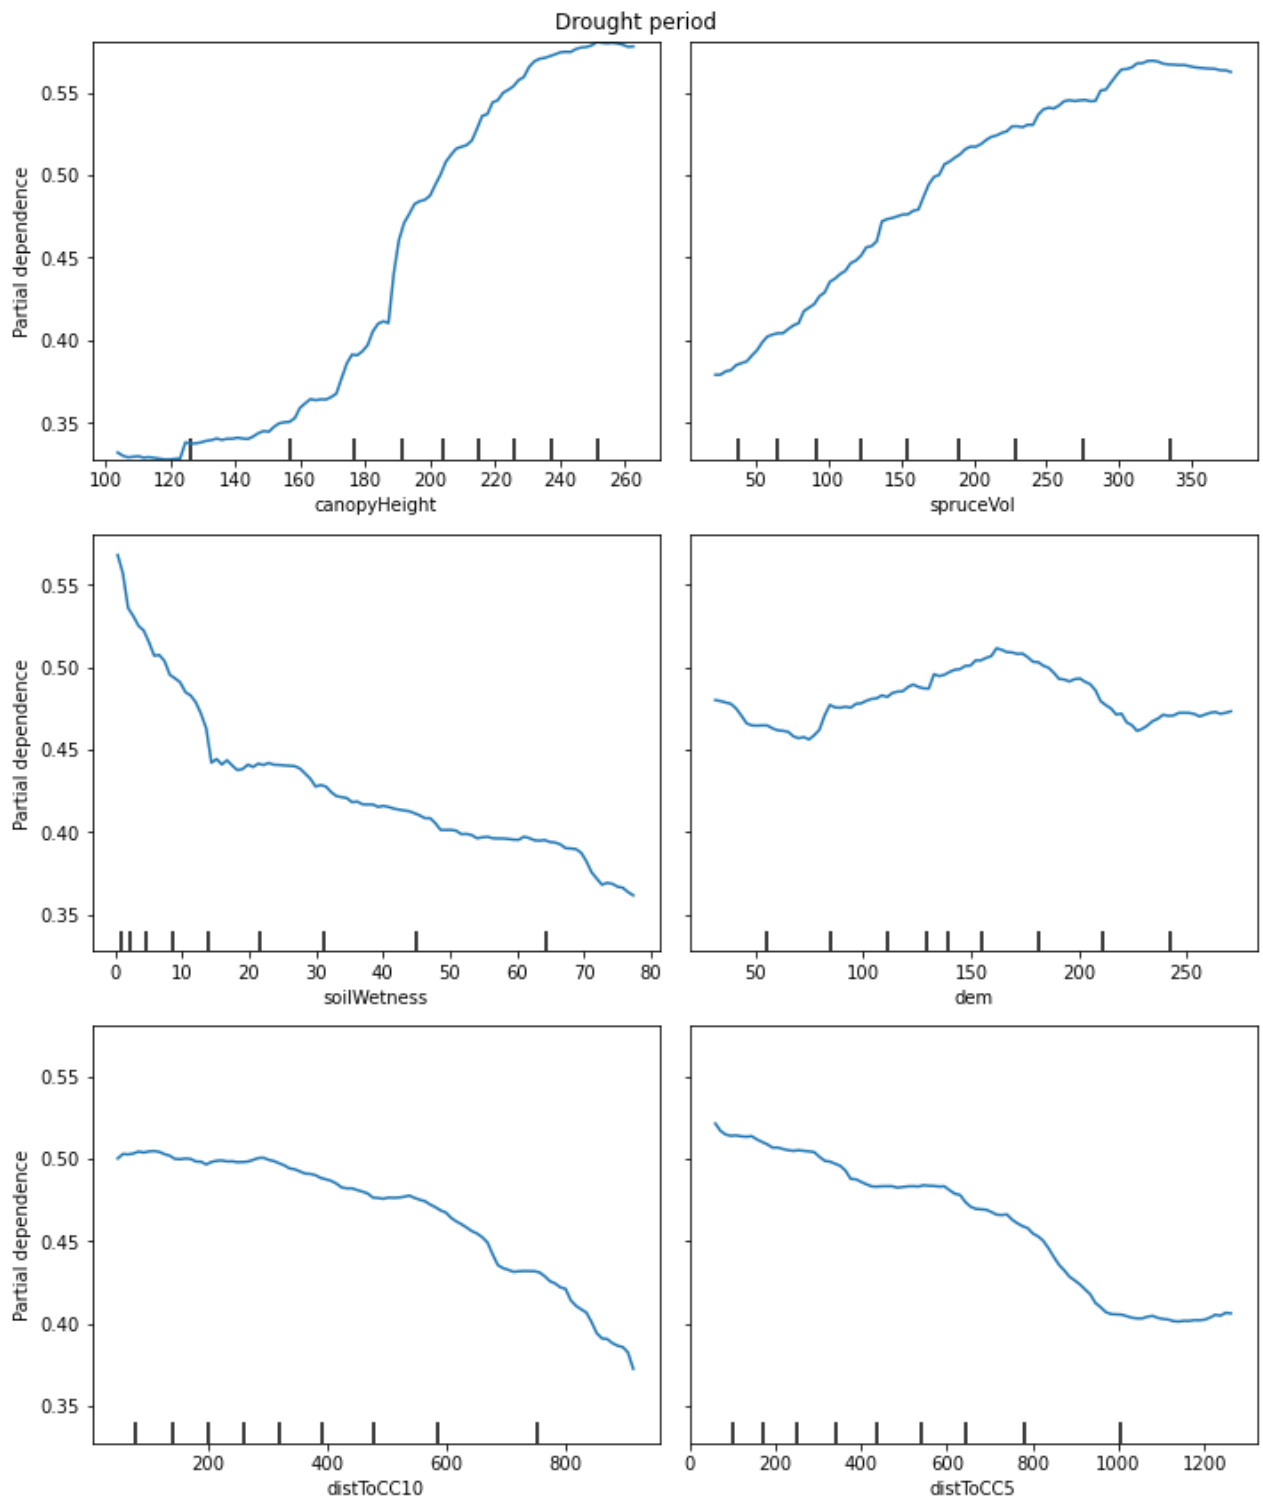 Drought period
0.55
0.50
0.45
0.40
0.35
Partial dependence
100 120 140 160 180 200 220 240 260
canopyHeight
50 100 150 200 250 300 350
spruceVol
0.55
0.50
0.45
0.40
0.35
Partial dependence
0 10 20 30 40 50 60 70 80
soilWetness
50 100 150 200 250
dem
0.55
0.50
0.45
0.40
0.35
Partial dependence
200 400 600 800
distToCC10
0 200 400 600 800 1000 1200
distToCC5